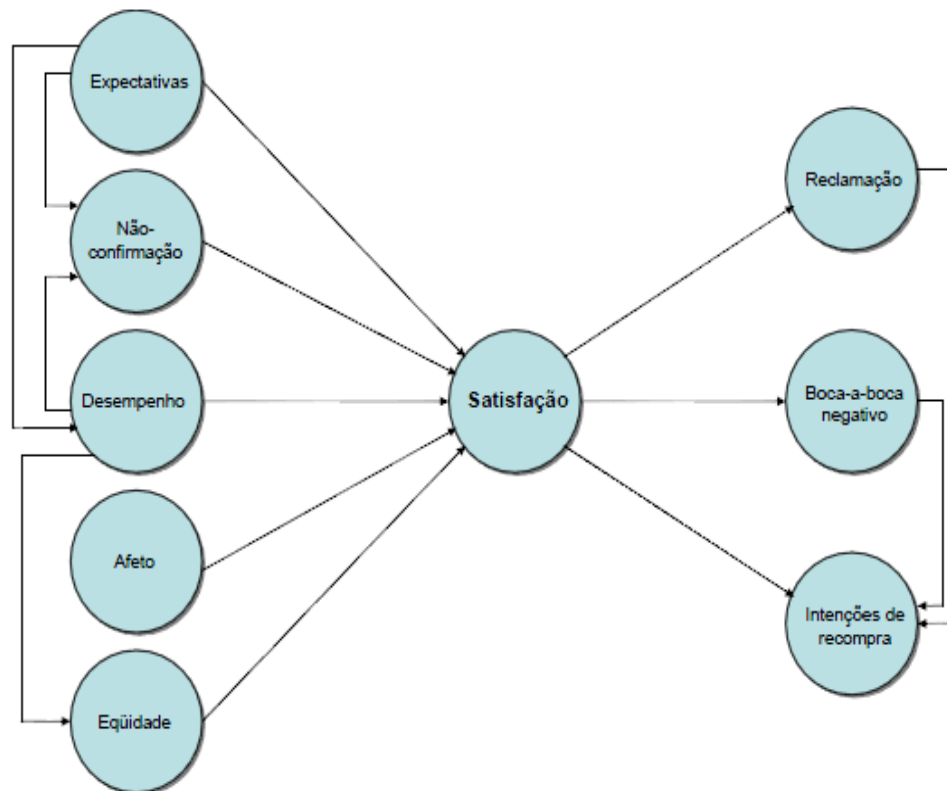 Expectativas
Não-
confirmação
Desempenho
Afeto
Eqüidade
Satisfação
Reclamação
Boca-a-boca
negativo
Intenções de
recompra